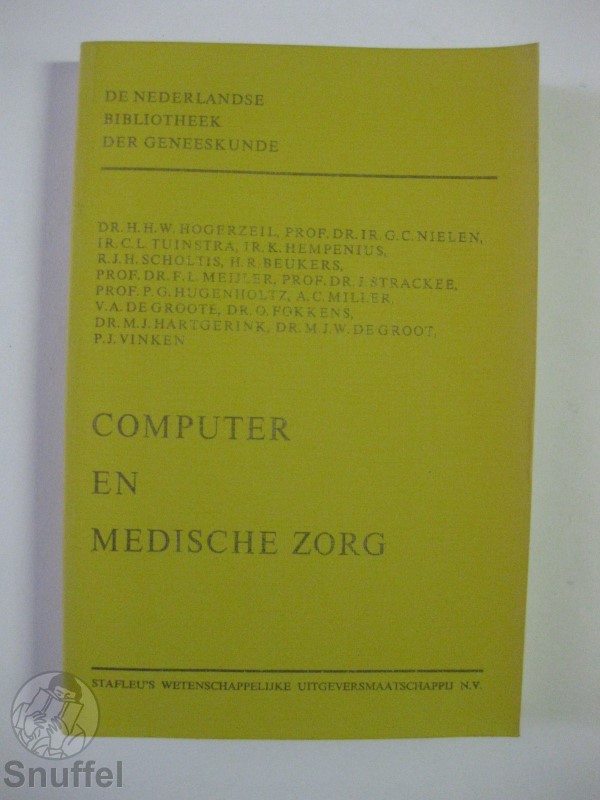 DE NEDERLANDSE
BIBLIOTHEEK
DER GENEESKUNDE
DR. H.H.W. HOGERZEIL, PROF. DR. IR. G.C. NIELEN,
IR. C.L. TUINSTRA, IR. K. HEMPENIUS,
R.J.H. SCHOLTIS, H.R. BEUKERS,
PROF. DR. F.L. MEIJLER, PROF. DR. J. STRACKEE,
PROF. P.G. HUGENHOLTZ, A.C. MILLER,
V.A. DE GROOTE, DR. O. FOKKENS,
DR. M.J. HARTGERINK, DR. M.J.W. DE GROOT,
P.J. VINKEN
COMPUTER
EN
MEDISCHE ZORG
STAFLEU'S WETENSCHAPPELIJKE UITGEVERSMAATSCHAPPIJ N.V.
Snuffel